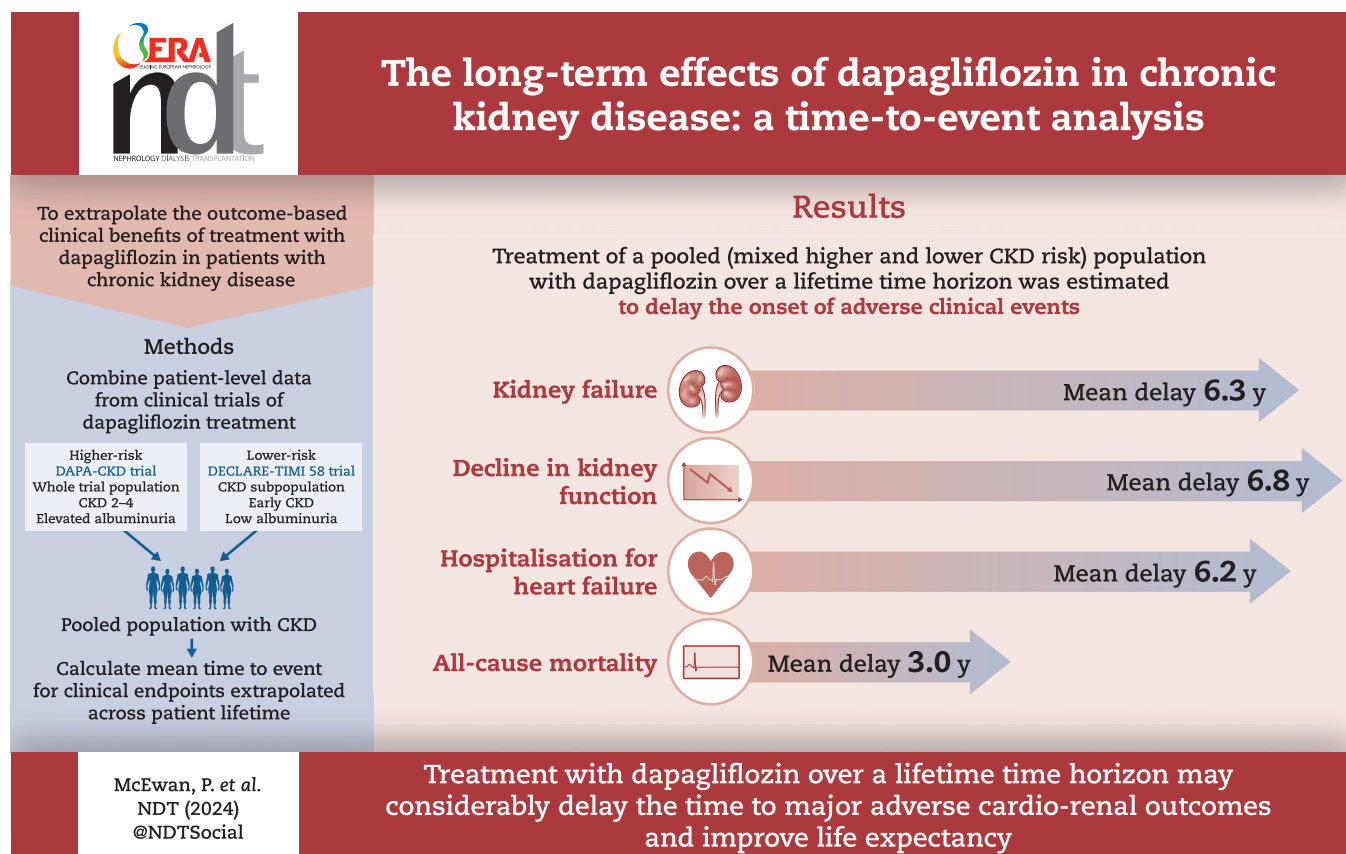 ERA
LEADING EUROPEAN NEPHROLOGY
ndt
NEPHROLOGY DIALYSIS TRANSPLANTATION
The long-term effects of dapagliflozin in chronic
kidney disease: a time-to-event analysis
To extrapolate the outcome-based
clinical benefits of treatment with
dapagliflozin in patients with
chronic kidney disease
Methods
Combine patient-level data
from clinical trials of
dapagliflozin treatment
Higher-risk
DAPA-CKD trial
Whole trial population
CKD 2–4
Elevated albuminuria
Lower-risk
DECLARE-TIMI 58 trial
CKD subpopulation
Early CKD
Low albuminuria
Pooled population with CKD
Calculate mean time to event
for clinical endpoints extrapolated
across patient lifetime
Results
Treatment of a pooled (mixed higher and lower CKD risk) population
with dapagliflozin over a lifetime time horizon was estimated
to delay the onset of adverse clinical events
Kidney failure
Mean delay 6.3 y
Decline in kidney
function
Mean delay 6.8 y
Hospitalisation for
heart failure
Mean delay 6.2 y
All-cause mortality
Mean delay 3.0 y
McEwan, P. et al.
NDT (2024)
@NDTSocial
Treatment with dapagliflozin over a lifetime time horizon may
considerably delay the time to major adverse cardio-renal outcomes
and improve life expectancy